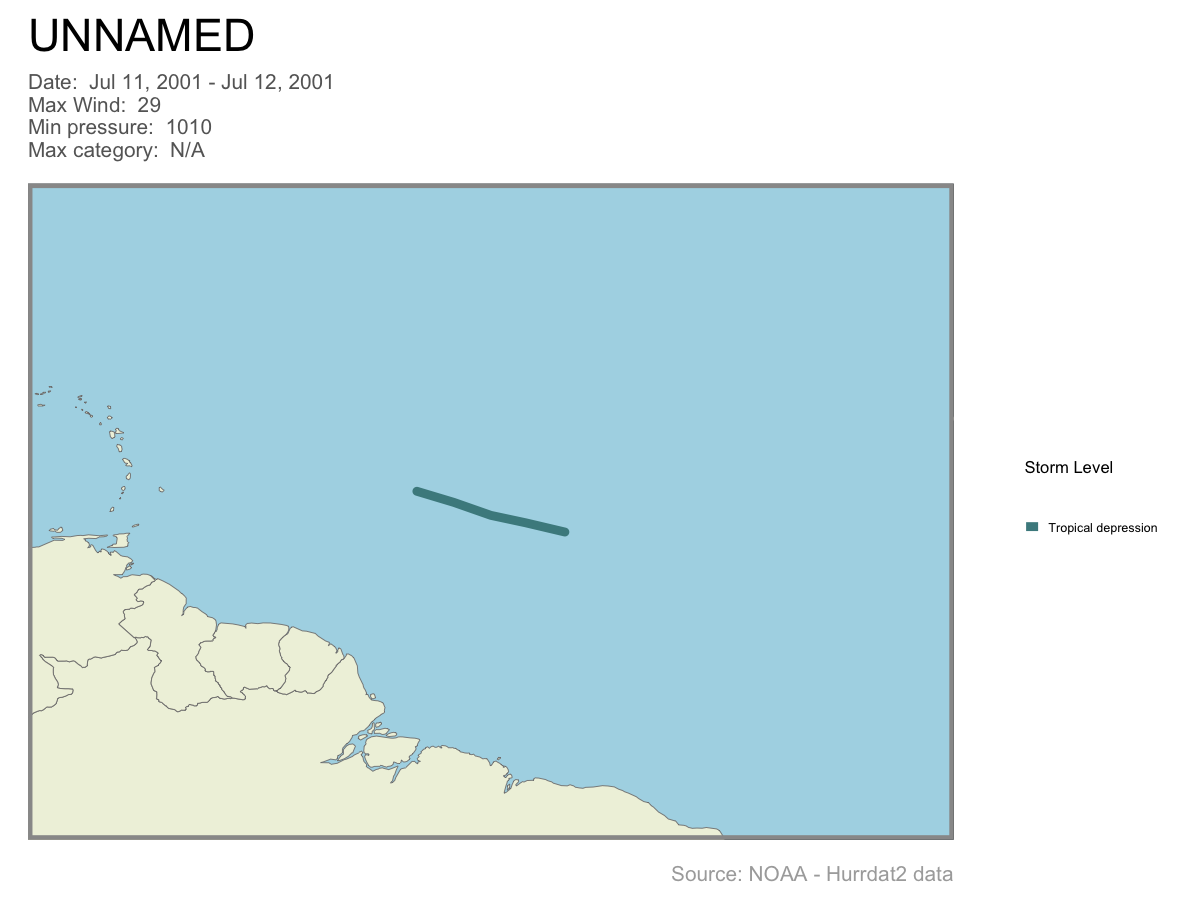 UNNAMED
Date:  Jul 11, 2001 - Jul 12, 2001
Max Wind:  29
Min pressure:  1010
Max category:  N/A
Storm Level
Tropical depression
Source: NOAA - Hurrdat2 data